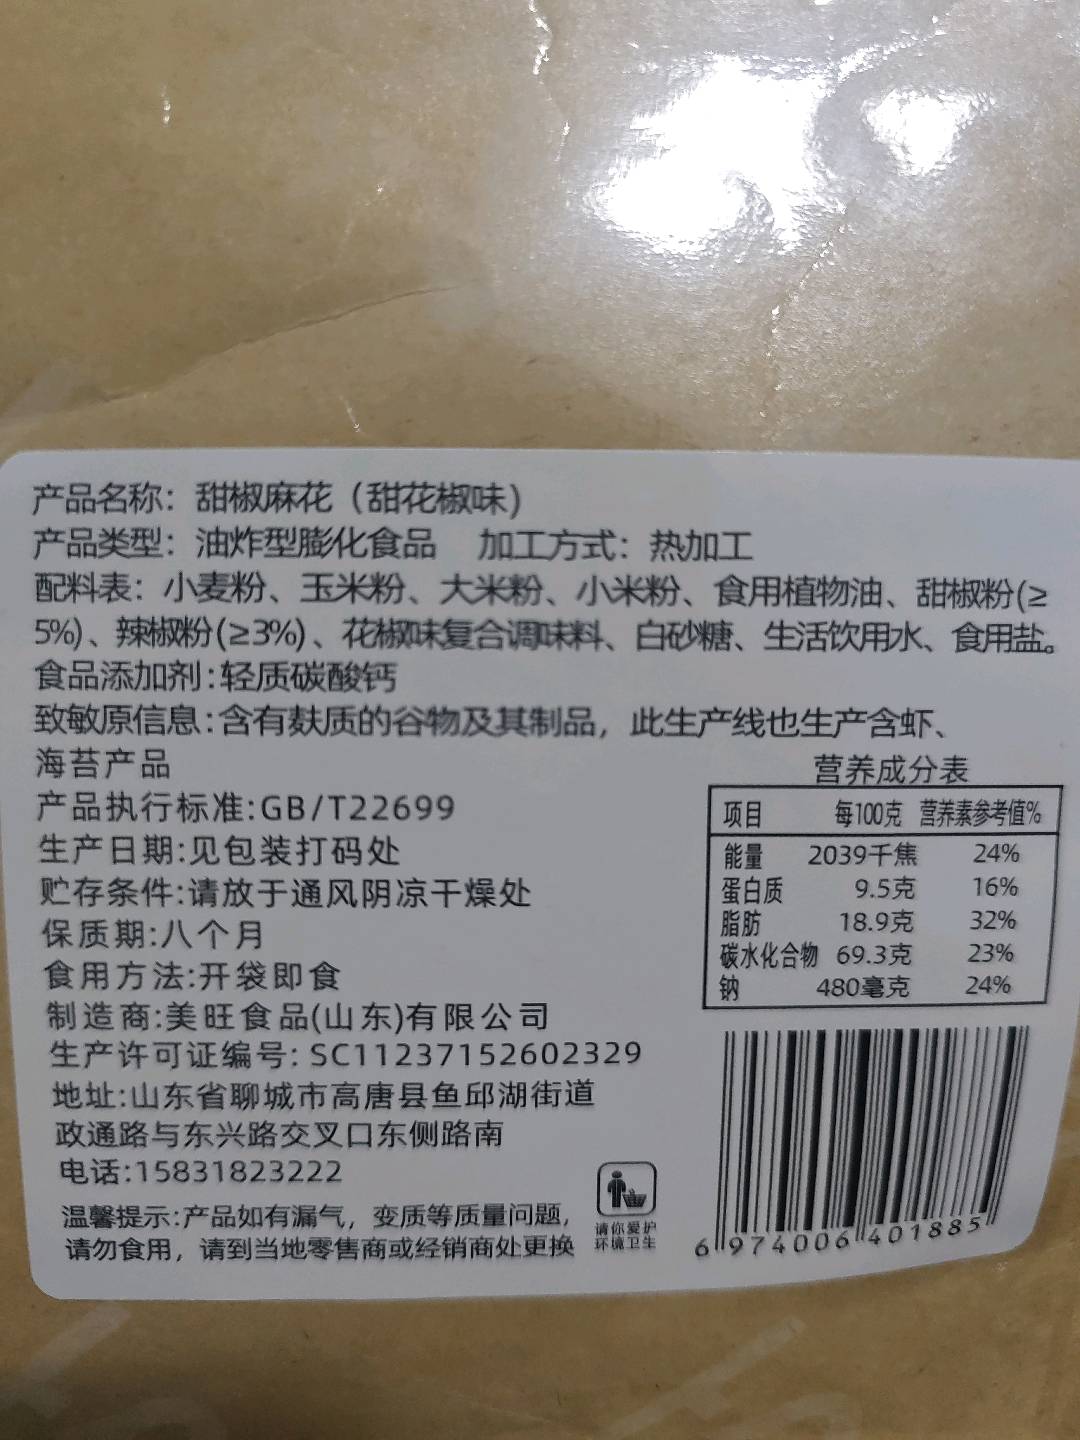 产品名称：甜椒麻花（甜花椒味）
产品类型：油炸型膨化食品 加工方式：热加工
配料表：小麦粉、玉米粉、大米粉、小米粉、食用植物油、甜椒粉(≥
5%)、辣椒粉(≥3%)、花椒味复合调味料、白砂糖、生活饮用水、食用盐。
食品添加剂:轻质碳酸钙
致敏原信息:含有麸质的谷物及其制品，此生产线也生产含虾、
海苔产品
产品执行标准:GB/T22699
生产日期:见包装打码处
贮存条件:请放于通风阴凉干燥处
保质期:八个月
食用方法:开袋即食
制造商:美旺食品(山东)有限公司
生产许可证编号: SC11237152602329
地址:山东省聊城市高唐县鱼邱湖街道
政通路与东兴路交叉口东侧路南
电话:15831823222
温馨提示:产品如有漏气，变质等质量问题，
请勿食用，请到当地零售商或经销商处更换
请你爱护
环境卫生
营养成分表
项目 每100克 营养素参考值%
能量 2039千焦 24%
蛋白质 9.5克 16%
脂肪 18.9克 32%
碳水化合物 69.3克 23%
钠 480毫克 24%
6 974006 401885